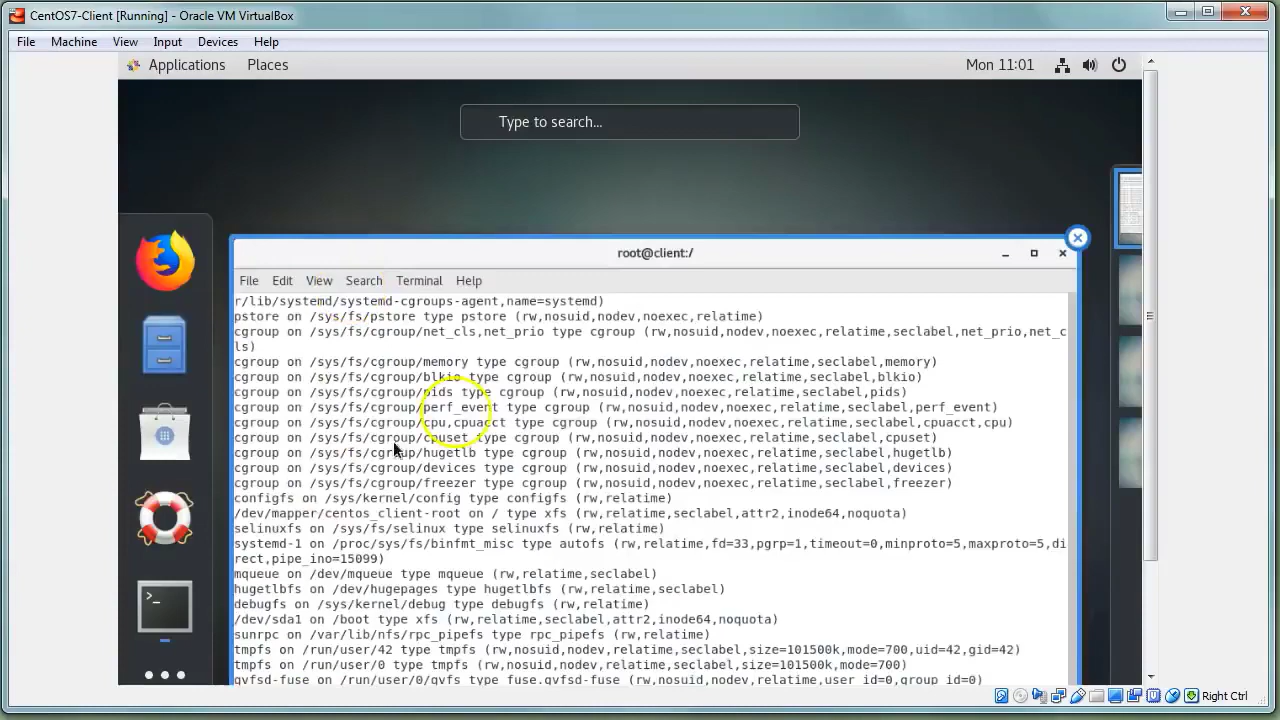 CentOS7-Client [Running] - Oracle VM VirtualBox
File Machine View Input Devices Help
Applications Places Mon 11:01
Type to search...
root@client:/
File Edit View Search Terminal Help
r/lib/systemd/systemd-cgroups-agent,name=systemd)
pstore on /sys/fs/pstore type pstore (rw,nosuid,nodev,noexec,relatime)
cgroup on /sys/fs/cgroup/net_cls,net_prio type cgroup (rw,nosuid,nodev,noexec,relatime,seclabel,net_prio,net_c
ls)
cgroup on /sys/fs/cgroup/memory type cgroup (rw,nosuid,nodev,noexec,relatime,seclabel,memory)
cgroup on /sys/fs/cgroup/blkio type cgroup (rw,nosuid,nodev,noexec,relatime,seclabel,blkio)
cgroup on /sys/fs/cgroup/pids type cgroup (rw,nosuid,nodev,noexec,relatime,seclabel,pids)
cgroup on /sys/fs/cgroup/perf_event type cgroup (rw,nosuid,nodev,noexec,relatime,seclabel,perf_event)
cgroup on /sys/fs/cgroup/cpu,cpuacct type cgroup (rw,nosuid,nodev,noexec,relatime,seclabel,cpuacct,cpu)
cgroup on /sys/fs/cgroup/cpuset type cgroup (rw,nosuid,nodev,noexec,relatime,seclabel,cpuset)
cgroup on /sys/fs/cgroup/hugetlb type cgroup (rw,nosuid,nodev,noexec,relatime,seclabel,hugetlb)
cgroup on /sys/fs/cgroup/devices type cgroup (rw,nosuid,nodev,noexec,relatime,seclabel,devices)
cgroup on /sys/fs/cgroup/freezer type cgroup (rw,nosuid,nodev,noexec,relatime,seclabel,freezer)
configfs on /sys/kernel/config type configfs (rw,relatime)
/dev/mapper/centos_client-root on / type xfs (rw,relatime,seclabel,attr2,inode64,noquota)
selinuxfs on /sys/fs/selinux type selinuxfs (rw,relatime)
systemd-1 on /proc/sys/fs/binfmt_misc type autofs (rw,relatime,fd=33,pgrp=1,timeout=0,minproto=5,maxproto=5,di
rect,pipe_ino=15099)
mqueue on /dev/mqueue type mqueue (rw,relatime,seclabel)
hugetlbfs on /dev/hugepages type hugetlbfs (rw,relatime,seclabel)
debugfs on /sys/kernel/debug type debugfs (rw,relatime)
/dev/sda1 on /boot type xfs (rw,relatime,seclabel,attr2,inode64,noquota)
sunrpc on /var/lib/nfs/rpc_pipefs type rpc_pipefs (rw,relatime)
tmpfs on /run/user/42 type tmpfs (rw,nosuid,nodev,relatime,seclabel,size=101500k,mode=700,uid=42,gid=42)
tmpfs on /run/user/0 type tmpfs (rw,nosuid,nodev,relatime,seclabel,size=101500k,mode=700)
gvfsd-fuse on /run/user/0/gvfs type fuse.gvfsd-fuse (rw,nosuid,nodev,relatime,user_id=0,group_id=0)
Right Ctrl